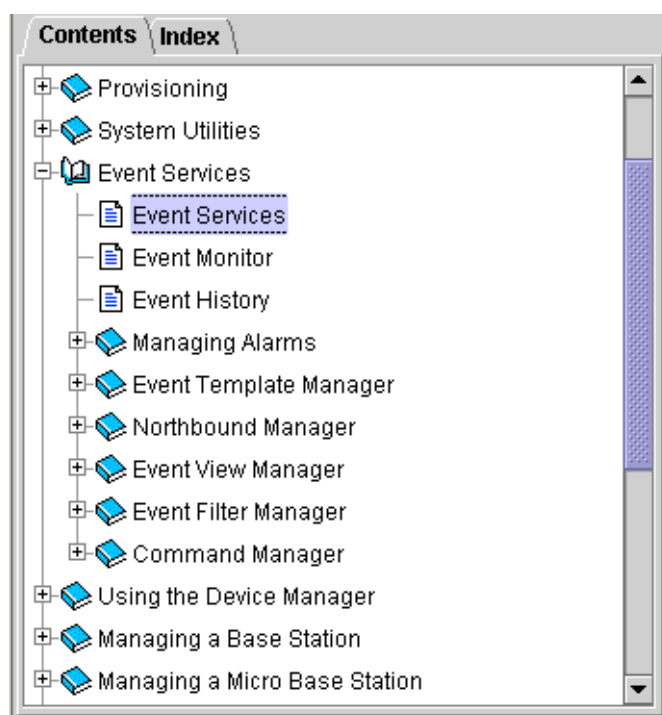 Contents Index
Provisioning
System Utilities
Event Services
Event Services
Event Monitor
Event History
Managing Alarms
Event Template Manager
Northbound Manager
Event View Manager
Event Filter Manager
Command Manager
Using the Device Manager
Managing a Base Station
Managing a Micro Base Station